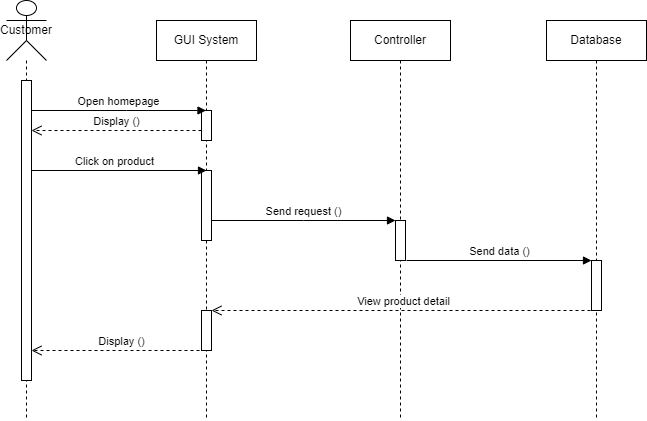 Customer
GUI System
Controller
Database
Open homepage
Display ()
Click on product
Send request ()
Send data ()
View product detail
Display ()